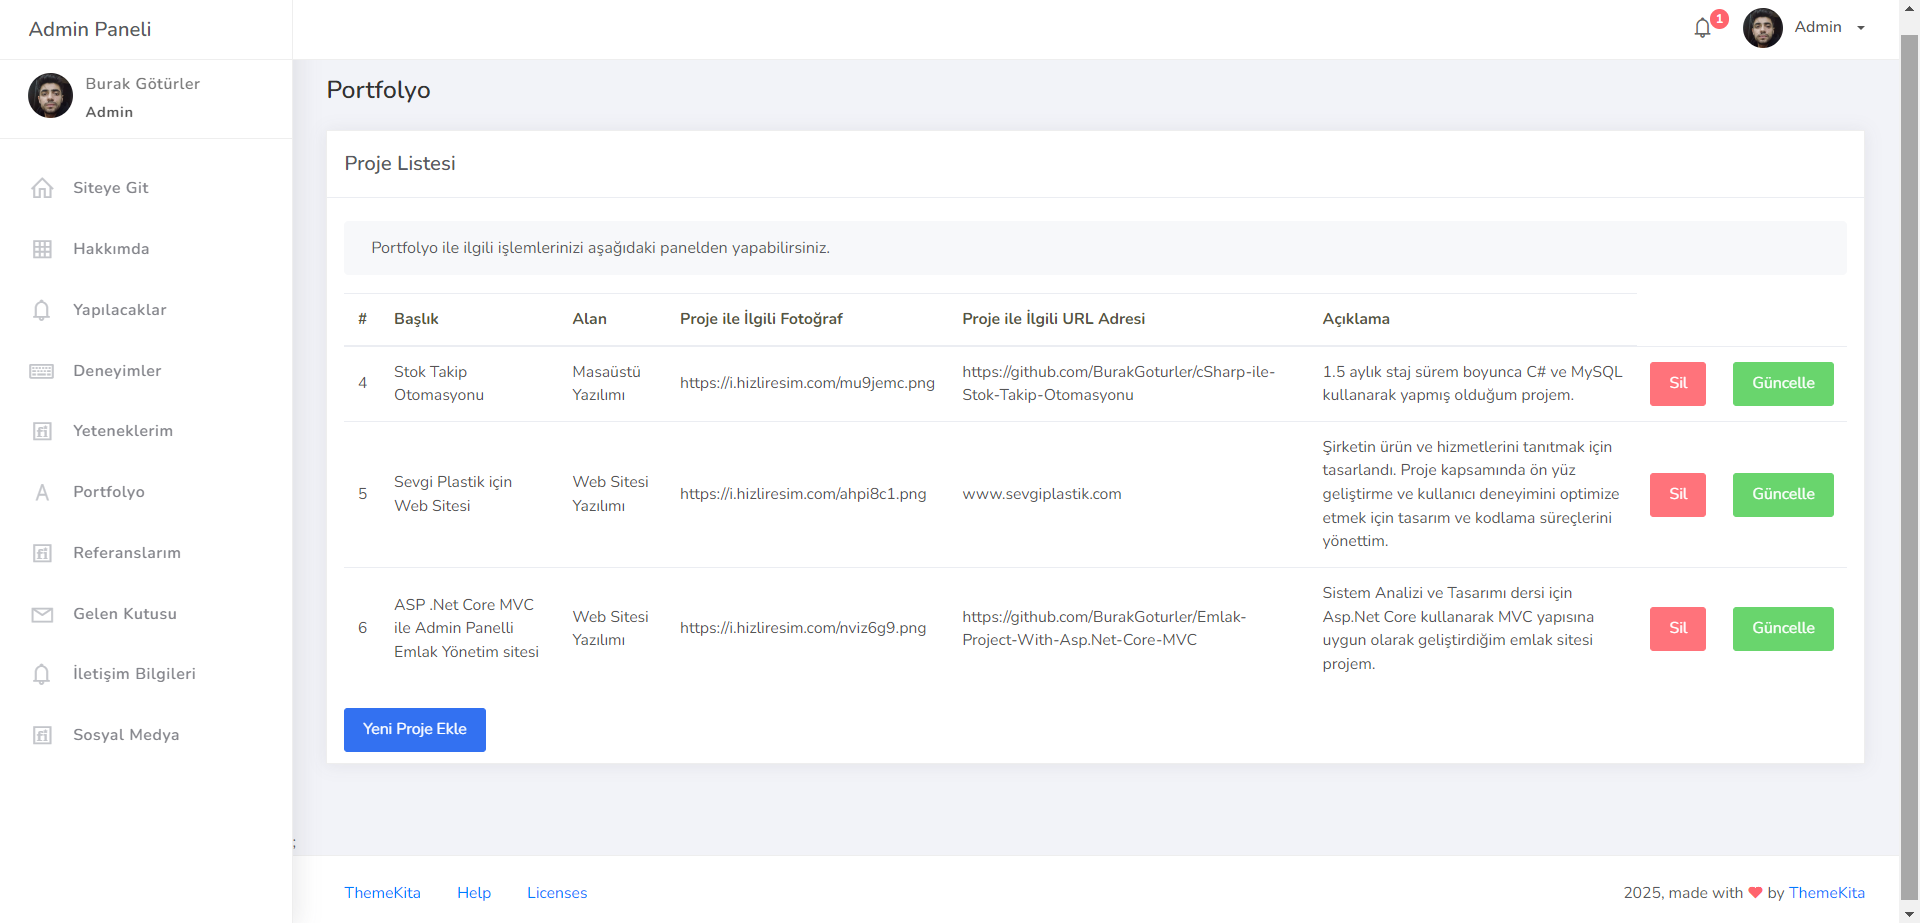 Admin Paneli
1
Admin
Burak Götürler
Admin
Siteye Git
Hakkımda
Yapılacaklar
Deneyimler
Yeteneklerim
Portfolyo
Referanslarım
Gelen Kutusu
İletişim Bilgileri
Sosyal Medya
Portfolyo
Proje Listesi
Portfolyo ile ilgili işlemlerinizi aşağıdaki panelden yapabilirsiniz.
# Başlık Alan Proje ile İlgili Fotoğraf Proje ile İlgili URL Adresi Açıklama
4
Stok Takip
Otomasyonu
Masaüstü
Yazılımı
https://i.hizliresim.com/mu9jemc.png
https://github.com/BurakGoturler/cSharp-ile-
Stok-Takip-Otomasyonu
1.5 aylık staj sürem boyunca C# ve MySQL
kullanarak yapmış olduğum projem.
Sil
Güncelle
5
Sevgi Plastik için
Web Sitesi
Web Sitesi
Yazılımı
https://i.hizliresim.com/ahpi8c1.png
www.sevgiplastik.com
Şirketin ürün ve hizmetlerini tanıtmak için
tasarlandı. Proje kapsamında ön yüz
geliştirme ve kullanıcı deneyimini optimize
etmek için tasarım ve kodlama süreçlerini
yönettim.
Sil
Güncelle
6
ASP .Net Core MVC
ile Admin Panelli
Emlak Yönetim sitesi
Web Sitesi
Yazılımı
https://i.hizliresim.com/nviz6g9.png
https://github.com/BurakGoturler/Emlak-
Project-With-Asp.Net-Core-MVC
Sistem Analizi ve Tasarımı dersi için
Asp.Net Core kullanarak MVC yapısına
uygun olarak geliştirdiğim emlak sitesi
projem.
Sil
Güncelle
Yeni Proje Ekle
;
ThemeKita Help Licenses
2025, made with ❤ by ThemeKita